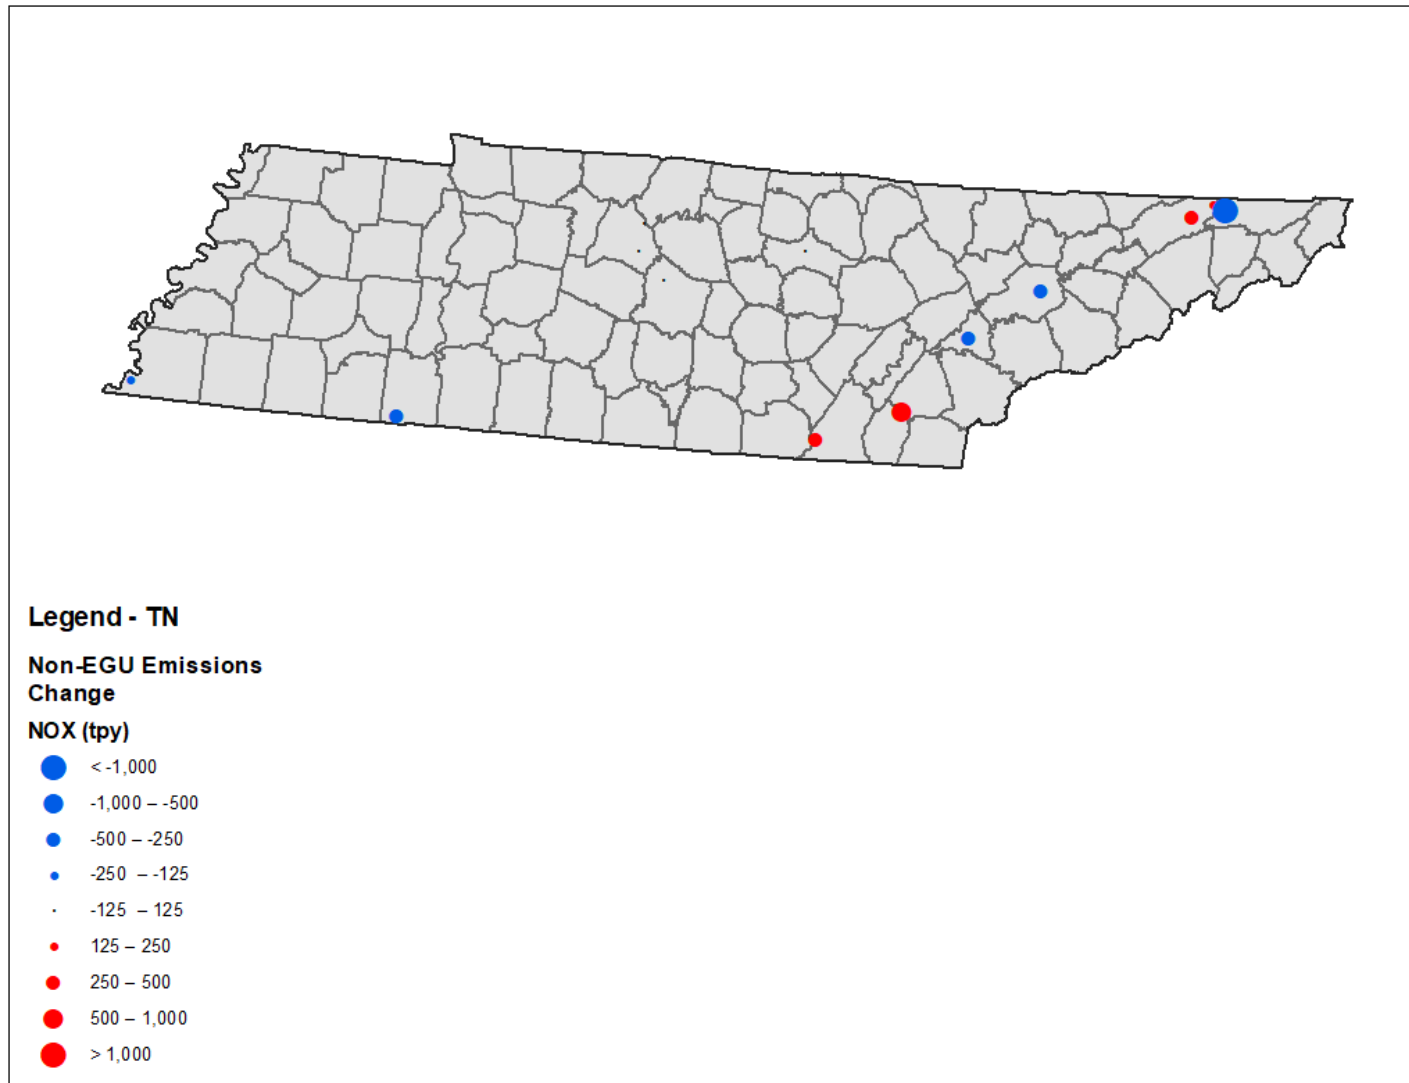 Legend - TN
Non-EGU Emissions
Change
NOX (tpy)
< -1,000
-1,000 – -500
-500 – -250
-250 – -125
-125 – 125
125 – 250
250 – 500
500 – 1,000
> 1,000